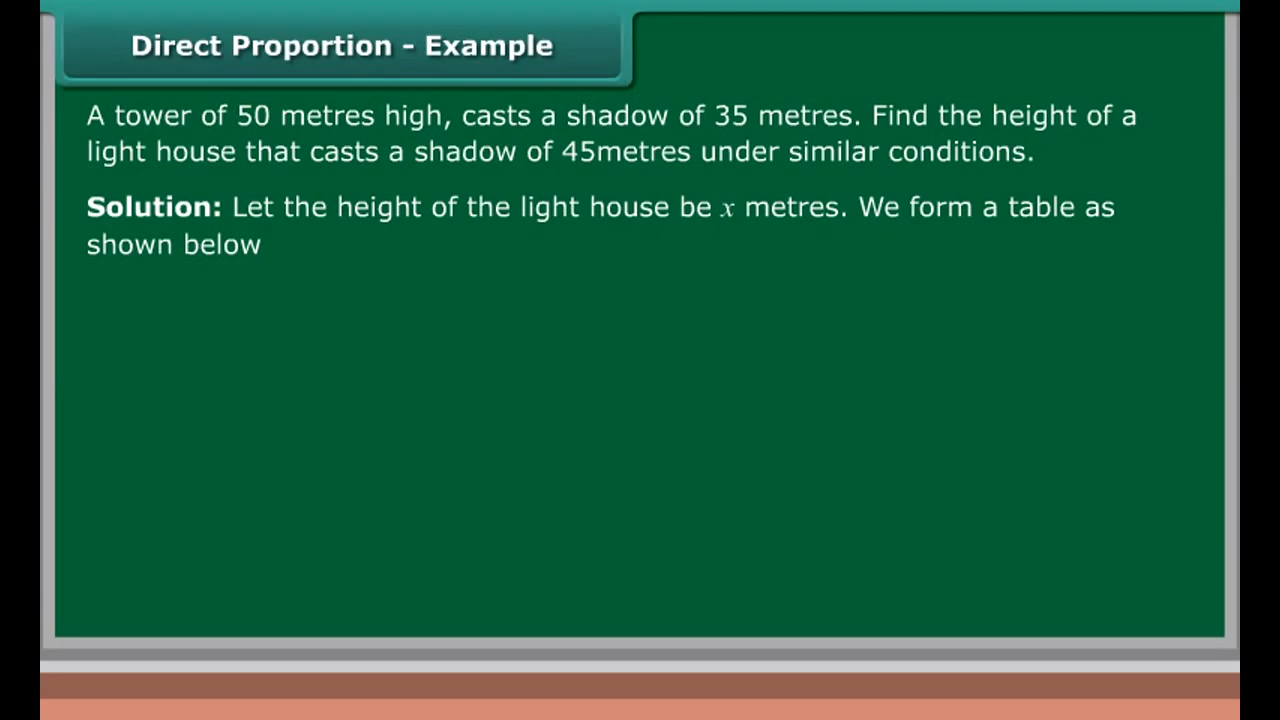 Direct Proportion - Example
A tower of 50 metres high, casts a shadow of 35 metres. Find the height of a
light house that casts a shadow of 45metres under similar conditions.
Solution: Let the height of the light house be x metres. We form a table as
shown below